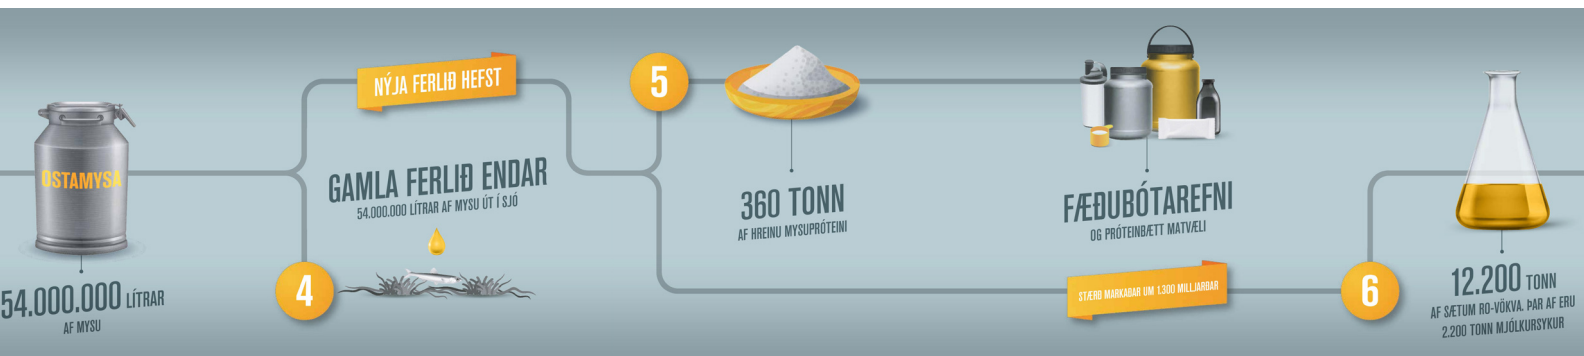 OSTAMYSA
54.000.000 LÍTRAR
AF MYSU
NÝJA FERLIÐ HEFST
GAMLA FERLIÐ ENDAR
54.000.000 LÍTRAR AF MYSU ÚT Í SJÓ
4
5
360 TONN
AF HREINU MYSUPRÓTEINI
FÆÐUBÓTAREFNI
OG PRÓTEINBÆTT MATVÆLI
STÆRÐ MARKAÐAR UM 1.300 MILLJARÐAR
6
12.200 TONN
AF SÆTUM RO-VÖKVA. ÞAR AF ERU
2.200 TONN MJÓLKURSYKUR